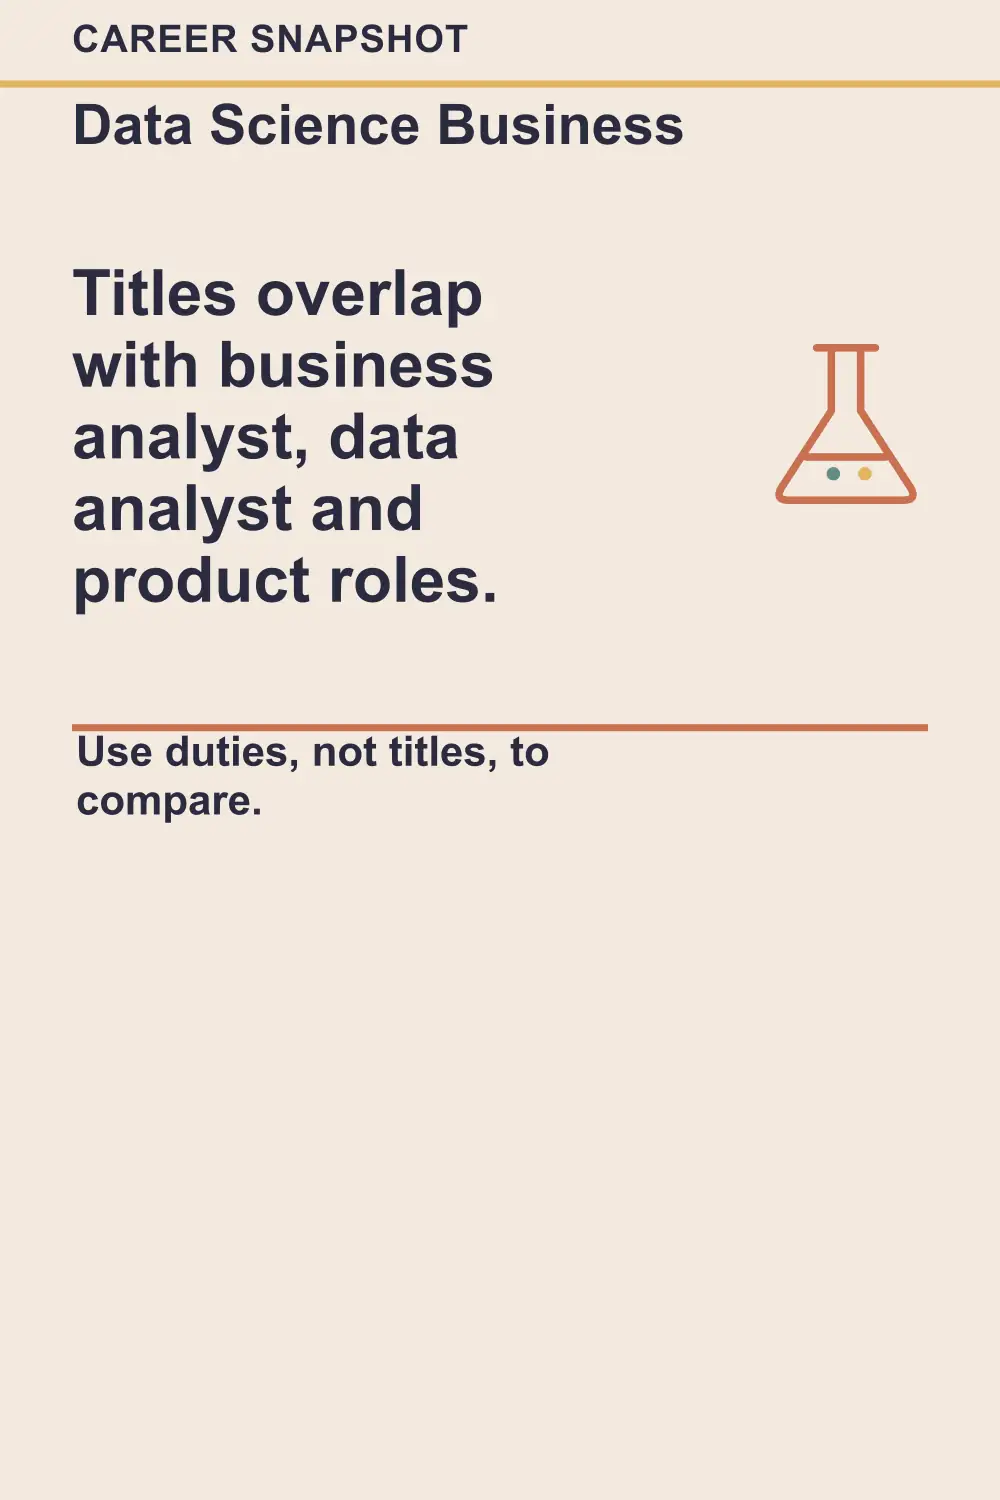 CAREER SNAPSHOT
Data Science Business
Titles overlap
with business
analyst, data
analyst and
product roles.
Use duties, not titles, to
compare.